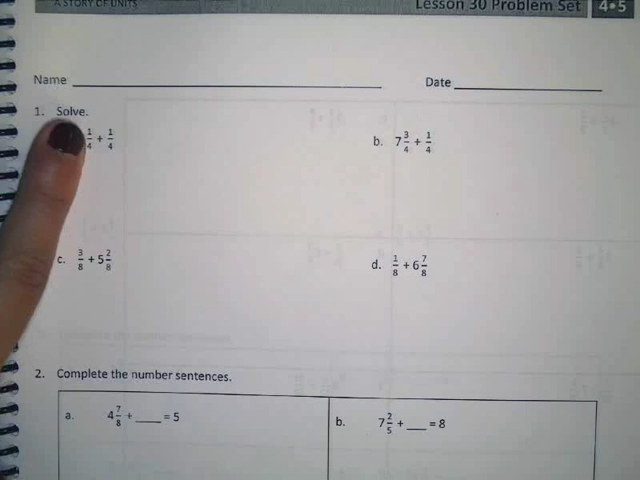 A STORY OF UNITS
Lesson 30 Problem Set 4•5
Name
Date
1. Solve.
1/4 + 1/4
b. 7 3/4 + 1/4
c. 3/8 + 5 2/8
d. 1/8 + 6 7/8
2. Complete the number sentences.
a. 4 7/8 + ___ = 5
b. 7 2/5 + ___ = 8